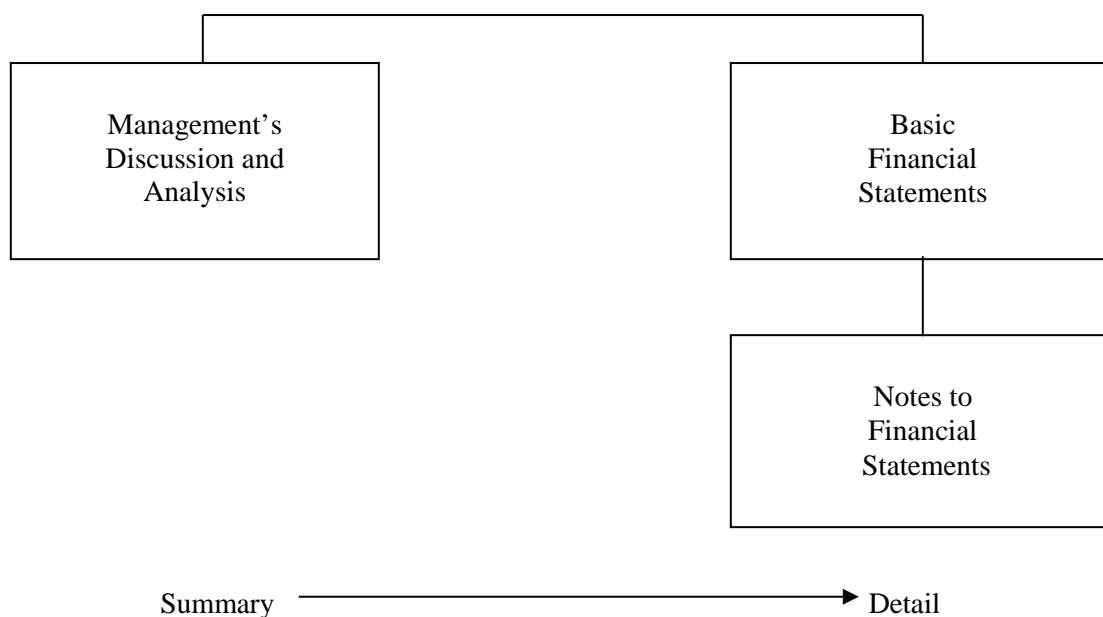 Management’s
Discussion and
Analysis
Basic
Financial
Statements
Notes to
Financial
Statements
Summary
Detail